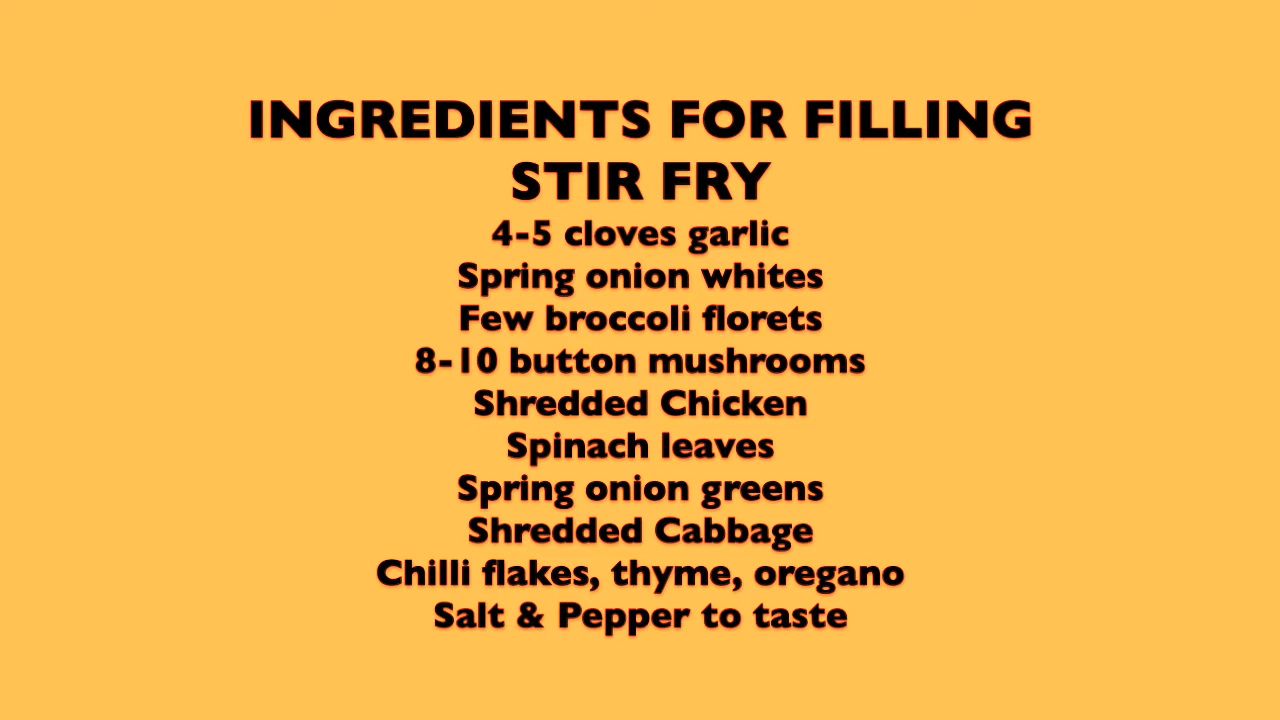 INGREDIENTS FOR FILLING
STIR FRY
4-5 cloves garlic
Spring onion whites
Few broccoli florets
8-10 button mushrooms
Shredded Chicken
Spinach leaves
Spring onion greens
Shredded Cabbage
Chilli flakes, thyme, oregano
Salt & Pepper to taste